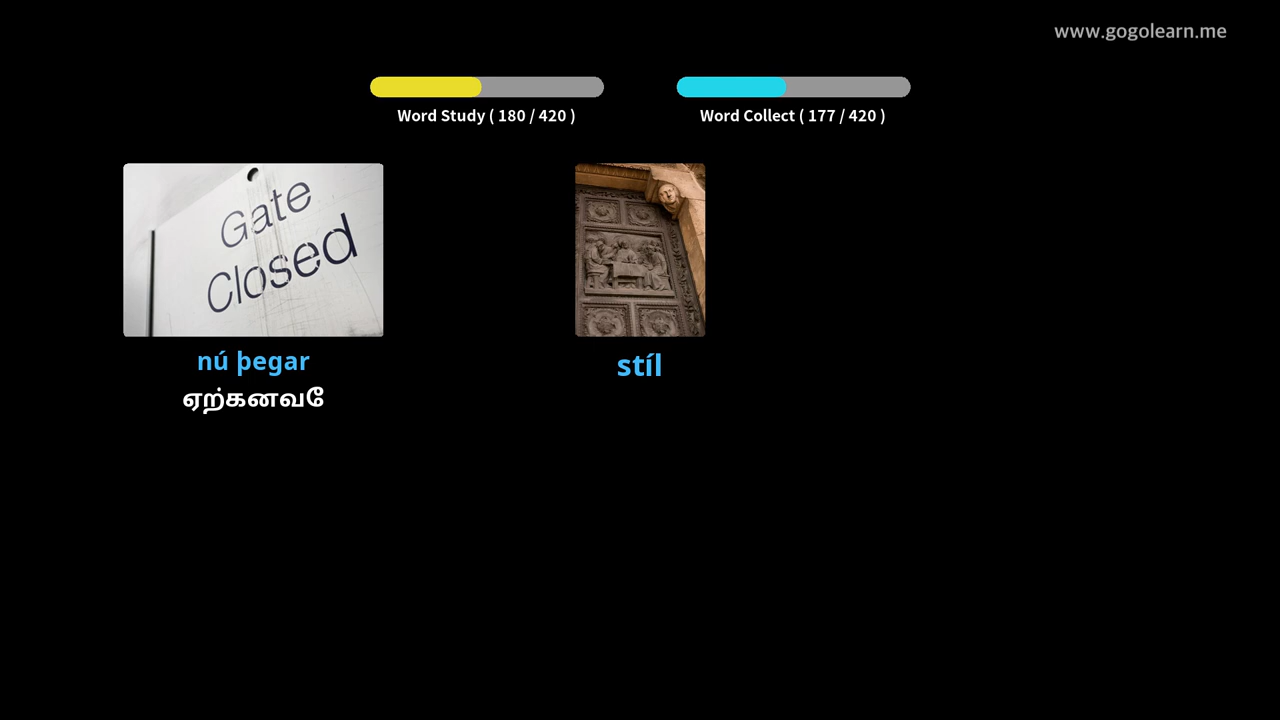 www.gogolearn.me
Word Study ( 180 / 420 )
Word Collect ( 177 / 420 )
Gate
Closed
nú þegar
ஏற்கனவே
stíl